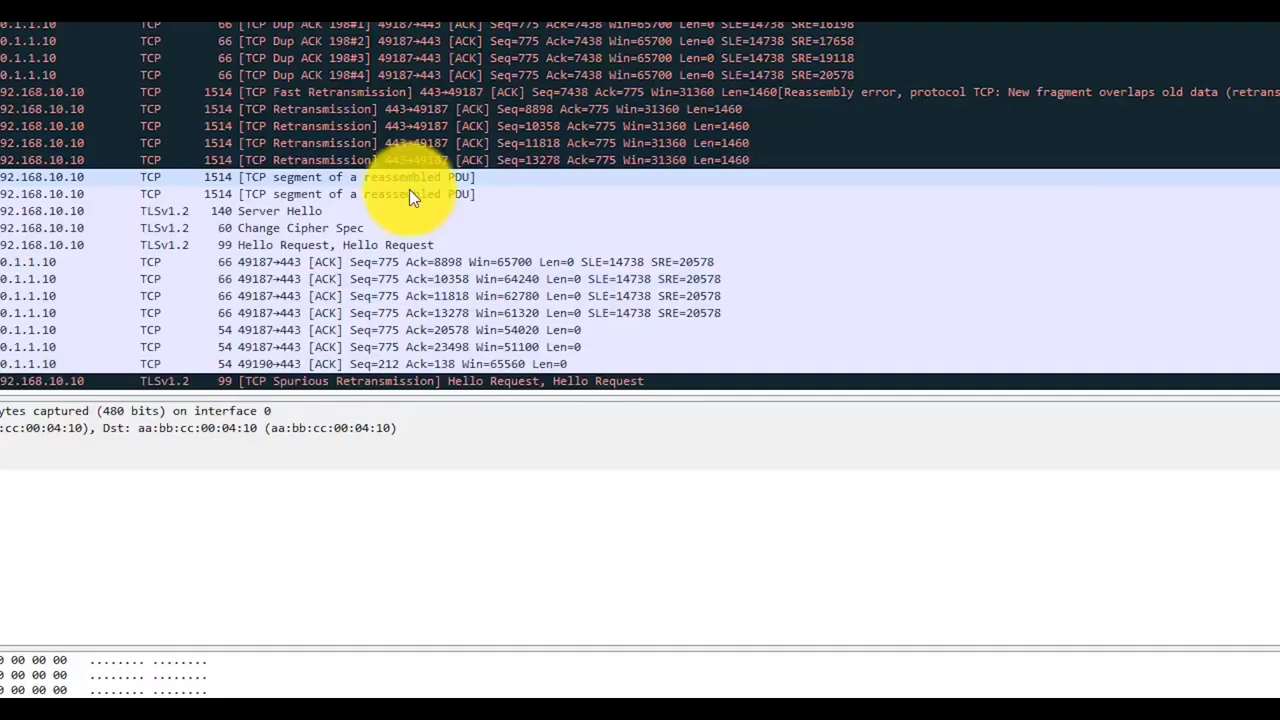 0.1.1.10 TCP 66 [TCP Dup ACK 198#1] 49187→443 [ACK] Seq=775 Ack=7438 Win=65700 Len=0 SLE=14738 SRE=16198
0.1.1.10 TCP 66 [TCP Dup ACK 198#2] 49187→443 [ACK] Seq=775 Ack=7438 Win=65700 Len=0 SLE=14738 SRE=17658
0.1.1.10 TCP 66 [TCP Dup ACK 198#3] 49187→443 [ACK] Seq=775 Ack=7438 Win=65700 Len=0 SLE=14738 SRE=19118
0.1.1.10 TCP 66 [TCP Dup ACK 198#4] 49187→443 [ACK] Seq=775 Ack=7438 Win=65700 Len=0 SLE=14738 SRE=20578
92.168.10.10 TCP 1514 [TCP Fast Retransmission] 443→49187 [ACK] Seq=7438 Ack=775 Win=31360 Len=1460[Reassembly error, protocol TCP: New fragment overlaps old data (retrans
92.168.10.10 TCP 1514 [TCP Retransmission] 443→49187 [ACK] Seq=8898 Ack=775 Win=31360 Len=1460
92.168.10.10 TCP 1514 [TCP Retransmission] 443→49187 [ACK] Seq=10358 Ack=775 Win=31360 Len=1460
92.168.10.10 TCP 1514 [TCP Retransmission] 443→49187 [ACK] Seq=11818 Ack=775 Win=31360 Len=1460
92.168.10.10 TCP 1514 [TCP Retransmission] 443→49187 [ACK] Seq=13278 Ack=775 Win=31360 Len=1460
92.168.10.10 TCP 1514 [TCP segment of a reassembled PDU]
92.168.10.10 TCP 1514 [TCP segment of a reassembled PDU]
92.168.10.10 TLSv1.2 140 Server Hello
92.168.10.10 TLSv1.2 60 Change Cipher Spec
92.168.10.10 TLSv1.2 99 Hello Request, Hello Request
0.1.1.10 TCP 66 49187→443 [ACK] Seq=775 Ack=8898 Win=65700 Len=0 SLE=14738 SRE=20578
0.1.1.10 TCP 66 49187→443 [ACK] Seq=775 Ack=10358 Win=64240 Len=0 SLE=14738 SRE=20578
0.1.1.10 TCP 66 49187→443 [ACK] Seq=775 Ack=11818 Win=62780 Len=0 SLE=14738 SRE=20578
0.1.1.10 TCP 66 49187→443 [ACK] Seq=775 Ack=13278 Win=61320 Len=0 SLE=14738 SRE=20578
0.1.1.10 TCP 54 49187→443 [ACK] Seq=775 Ack=20578 Win=54020 Len=0
0.1.1.10 TCP 54 49187→443 [ACK] Seq=775 Ack=23498 Win=51100 Len=0
0.1.1.10 TCP 54 49190→443 [ACK] Seq=212 Ack=138 Win=65560 Len=0
92.168.10.10 TLSv1.2 99 [TCP Spurious Retransmission] Hello Request, Hello Request
ytes captured (480 bits) on interface 0
:cc:00:04:10), Dst: aa:bb:cc:00:04:10 (aa:bb:cc:00:04:10)
0 00 00 00 ........ ........
0 00 00 00 ........ ........
0 00 00 00 ........ ........